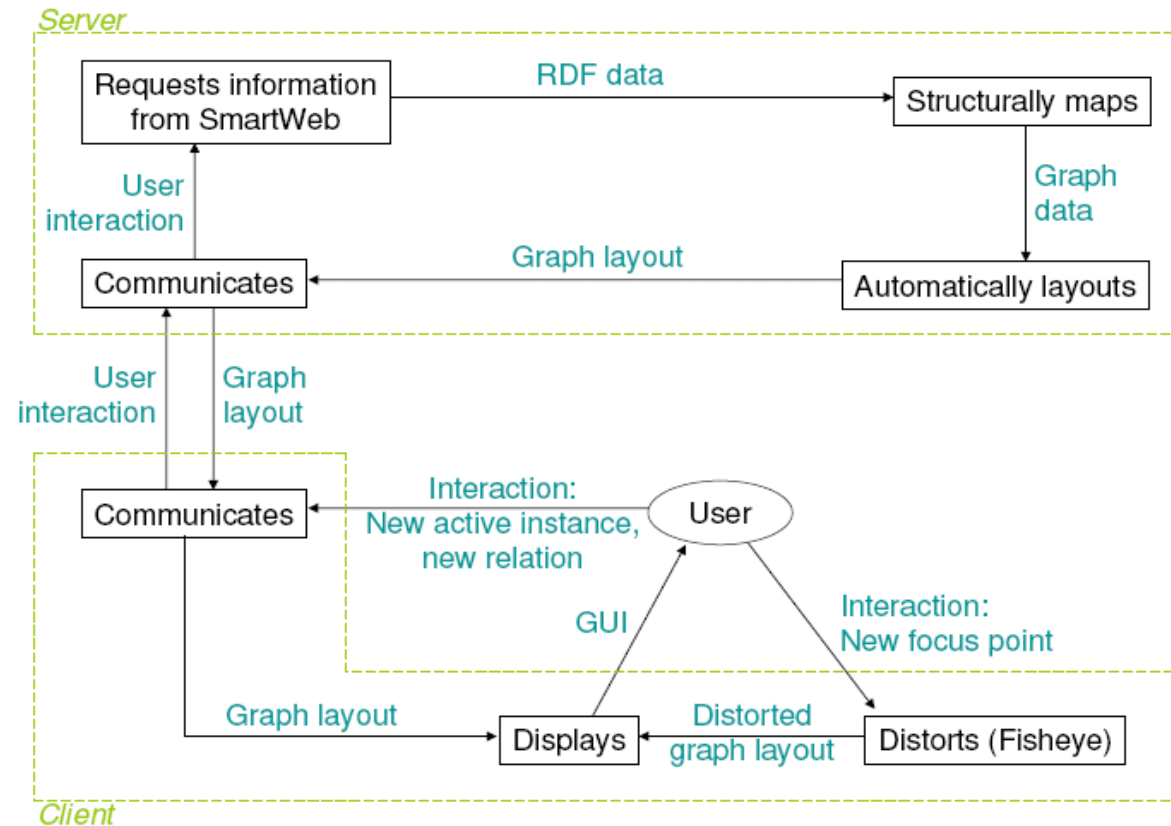 Server
Requests information
from SmartWeb
RDF data
Structurally maps
User
interaction
Graph
data
Communicates
Graph layout
Automatically layouts
User
interaction
Graph
layout
Communicates
Interaction:
New active instance,
new relation
User
GUI
Interaction:
New focus point
Graph layout
Displays
Distorted
graph layout
Distorts (Fisheye)
Client